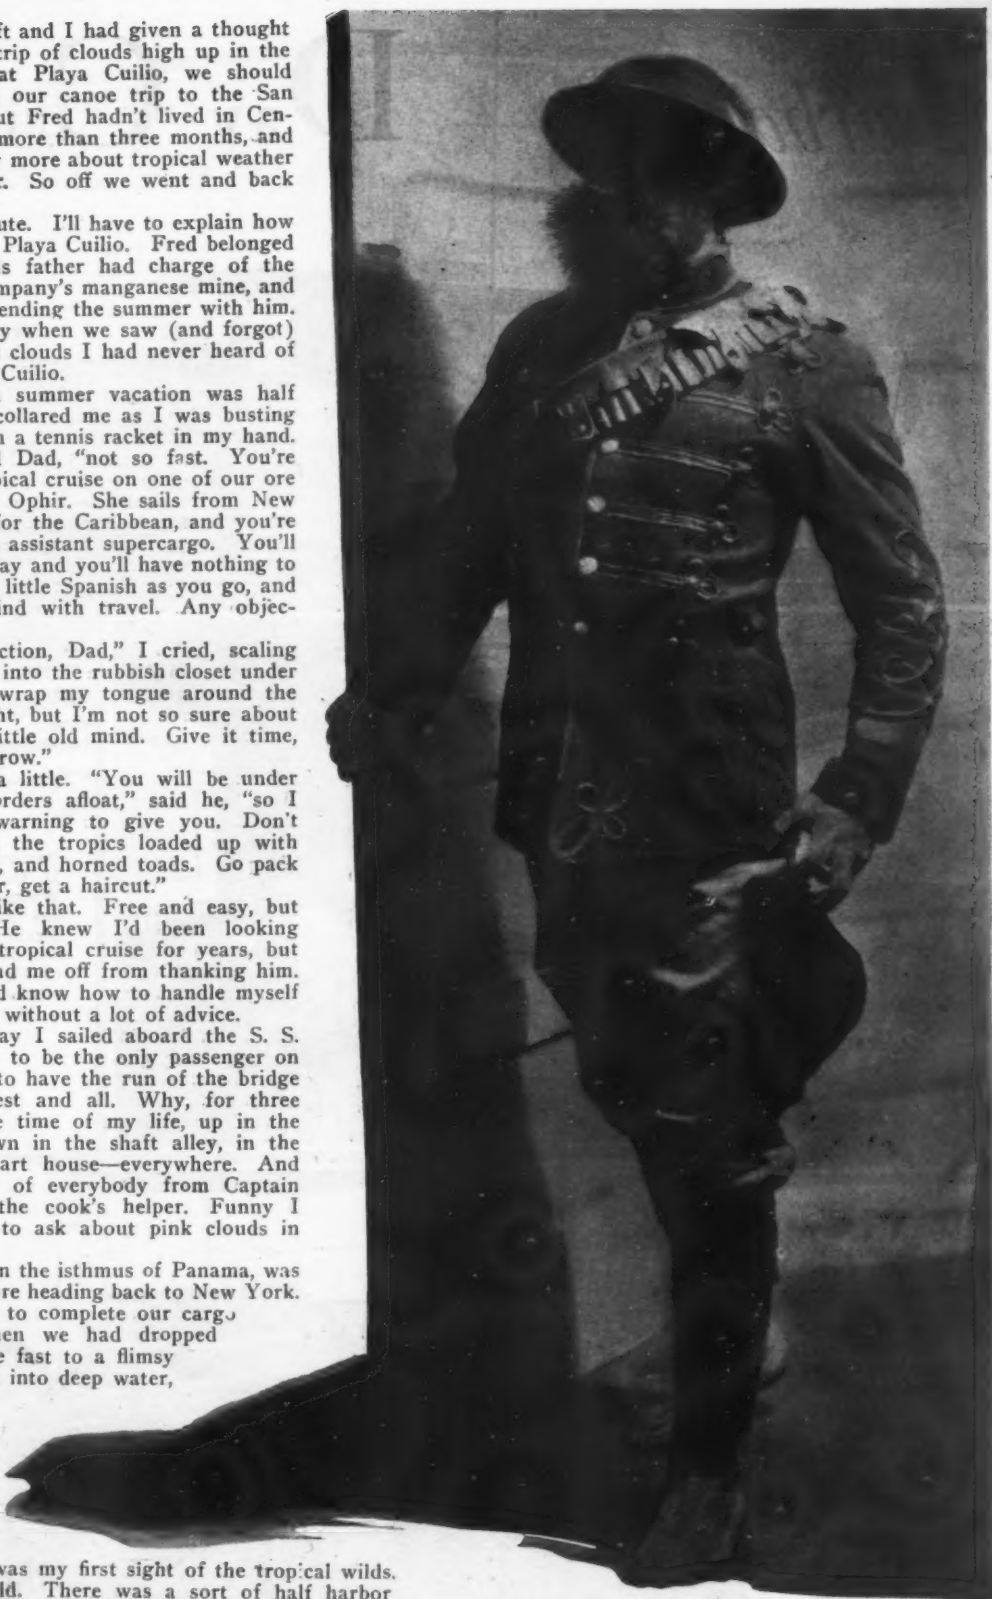 ft and I had given a thought
trip of clouds high up in the
at Playa Cuilio, we should
our canoe trip to the San
ut Fred hadn't lived in Cen-
more than three months, and
more about tropical weather
r. So off we went and back
ute. I'll have to explain how
Playa Cuilio. Fred belonged
s father had charge of the
mpany's manganese mine, and
ending the summer with him.
y when we saw (and forgot)
clouds I had never heard of
Cuilio.
summer vacation was half
collared me as I was busting
n a tennis racket in my hand.
l Dad, "not so fast. You're
pical cruise on one of our ore
Ophir. She sails from New
for the Caribbean, and you're
assistant supercargo. You'll
ay and you'll have nothing to
little Spanish as you go, and
ind with travel. Any objec-
ction, Dad," I cried, scaling
into the rubbish closet under
wrap my tongue around the
nt, but I'm not so sure about
ittle old mind. Give it time,
row."
a little. "You will be under
orders afloat," said he, "so I
warning to give you. Don't
the tropics loaded up with
, and horned toads. Go pack
r, get a haircut."
ike that. Free and easy, but
He knew I'd been looking
tropical cruise for years, but
ad me off from thanking him.
d know how to handle myself
without a lot of advice.
ay I sailed aboard the S. S.
to be the only passenger on
to have the run of the bridge
est and all. Why, for three
e time of my life, up in the
wn in the shaft alley, in the
art house—everywhere. And
of everybody from Captain
the cook's helper. Funny I
to ask about pink clouds in
n the isthmus of Panama, was
re heading back to New York.
to complete our cargo
en we had dropped
e fast to a flimsy
into deep water,
was my first sight of the tropical wilds.
ld. There was a sort of half harbor